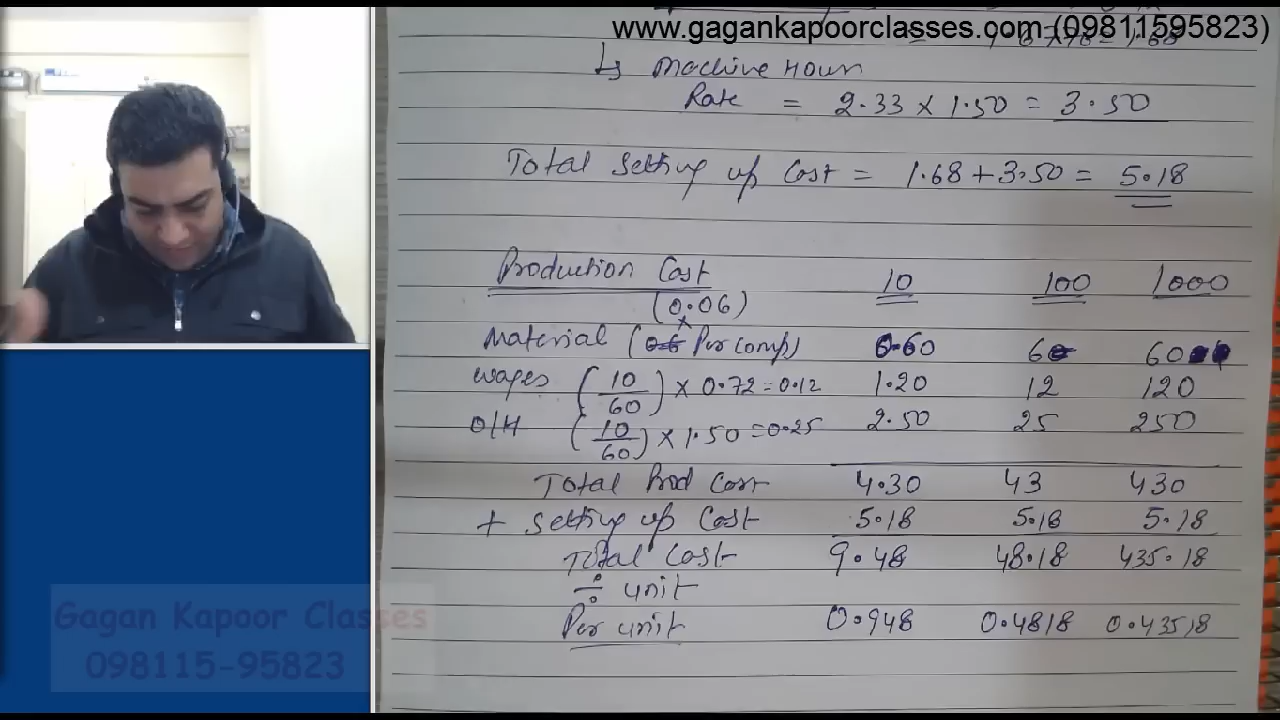 www.gagankapoorclasses.com (09811595823)
↳ Machine Hour
Rate = 2.33 × 1.50 = 3.50
Total Setting up Cost = 1.68 + 3.50 = 5.18
Production Cost 10 100 1000
(0.06)
Material ( Per Comp) 0.60 6 60
Wages (10/60) × 0.72 = 0.12 1.20 12 120
O/H (10/60) × 1.50 = 0.25 2.50 25 250
Total Prod Cost 4.30 43 430
+ Setting up Cost 5.18 5.18 5.18
Total Cost 9.48 48.18 435.18
÷ unit
Per unit 0.948 0.4818 0.43518
Gagan Kapoor Classes
098115-95823